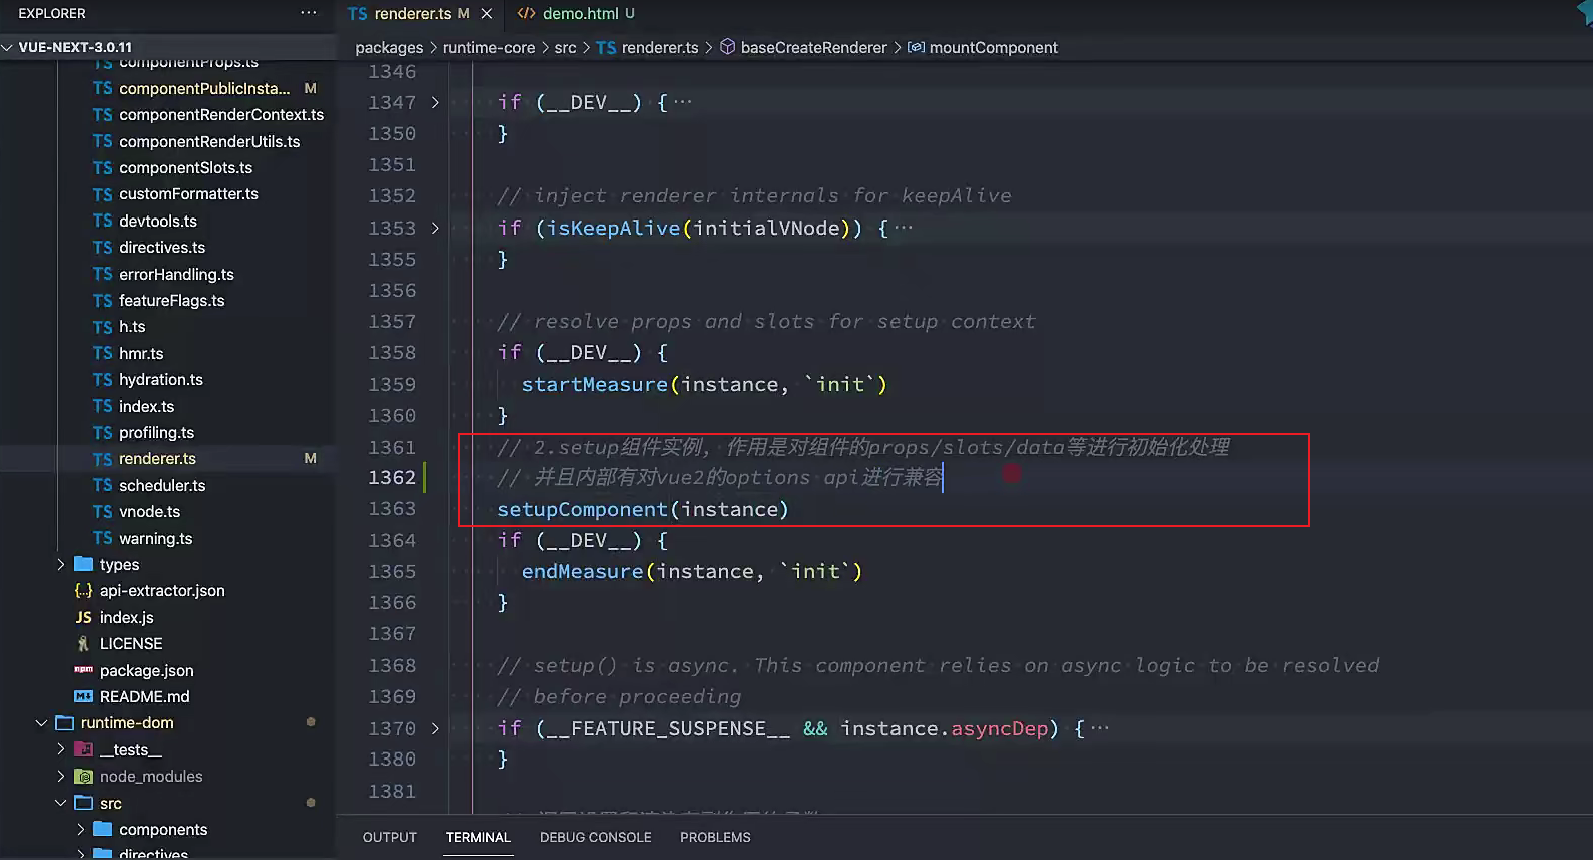 EXPLORER ···
TS renderer.ts M ×
<> demo.html U
VUE-NEXT-3.0.11
packages > runtime-core > src > TS renderer.ts > baseCreateRenderer > mountComponent
TS componentProps.ts
TS componentPublicInsta... M
TS componentRenderContext.ts
TS componentRenderUtils.ts
TS componentSlots.ts
TS customFormatter.ts
TS devtools.ts
TS directives.ts
TS errorHandling.ts
TS featureFlags.ts
TS h.ts
TS hmr.ts
TS hydration.ts
TS index.ts
TS profiling.ts
TS renderer.ts M
TS scheduler.ts
TS vnode.ts
TS warning.ts
types
{..} api-extractor.json
JS index.js
LICENSE
npm package.json
README.md
runtime-dom
__tests__
node_modules
src
components
directives
1346
1347 > if (__DEV__) {···
1350 }
1351
1352 // inject renderer internals for keepAlive
1353 > if (isKeepAlive(initialVNode)) {···
1355 }
1356
1357 // resolve props and slots for setup context
1358 if (__DEV__) {
1359 startMeasure(instance, `init`)
1360 }
1361 // 2.setup组件实例, 作用是对组件的props/slots/data等进行初始化处理
1362 // 并且内部有对vue2的options api进行兼容
1363 setupComponent(instance)
1364 if (__DEV__) {
1365 endMeasure(instance, `init`)
1366 }
1367
1368 // setup() is async. This component relies on async logic to be resolved
1369 // before proceeding
1370 > if (__FEATURE_SUSPENSE__ && instance.asyncDep) {···
1380 }
1381
OUTPUT TERMINAL DEBUG CONSOLE PROBLEMS